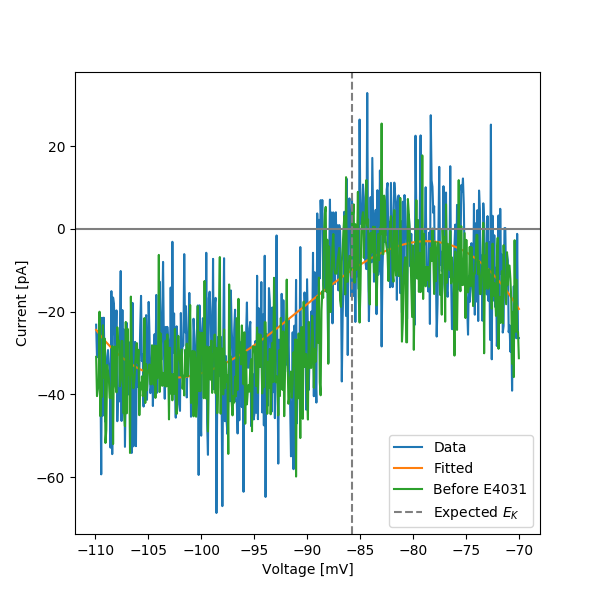 20
0
−20
−40
−60
Current [pA]
Data
Fitted
Before E4031
Expected E_K
−110
−105
−100
−95
−90
−85
−80
−75
−70
Voltage [mV]